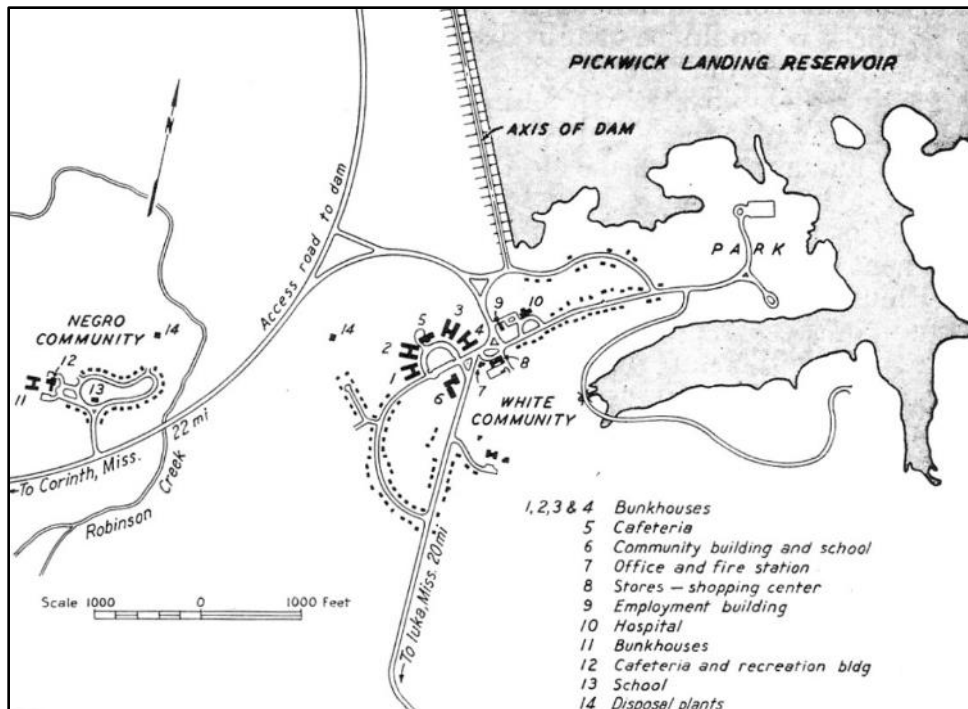 PICKWICK LANDING RESERVOIR
AXIS OF DAM
N
Access road to dam
PARK
NEGRO
COMMUNITY
14
12
11
13
14
5
3
4
2
1
6
9
10
7
8
WHITE
COMMUNITY
22 mi
To Corinth, Miss.
Robinson
Creek
To Iuka, Miss. 20 mi
Scale 1000 0 1000 Feet
1, 2, 3 & 4 Bunkhouses
5 Cafeteria
6 Community building and school
7 Office and fire station
8 Stores — shopping center
9 Employment building
10 Hospital
11 Bunkhouses
12 Cafeteria and recreation bldg
13 School
14 Disposal plants